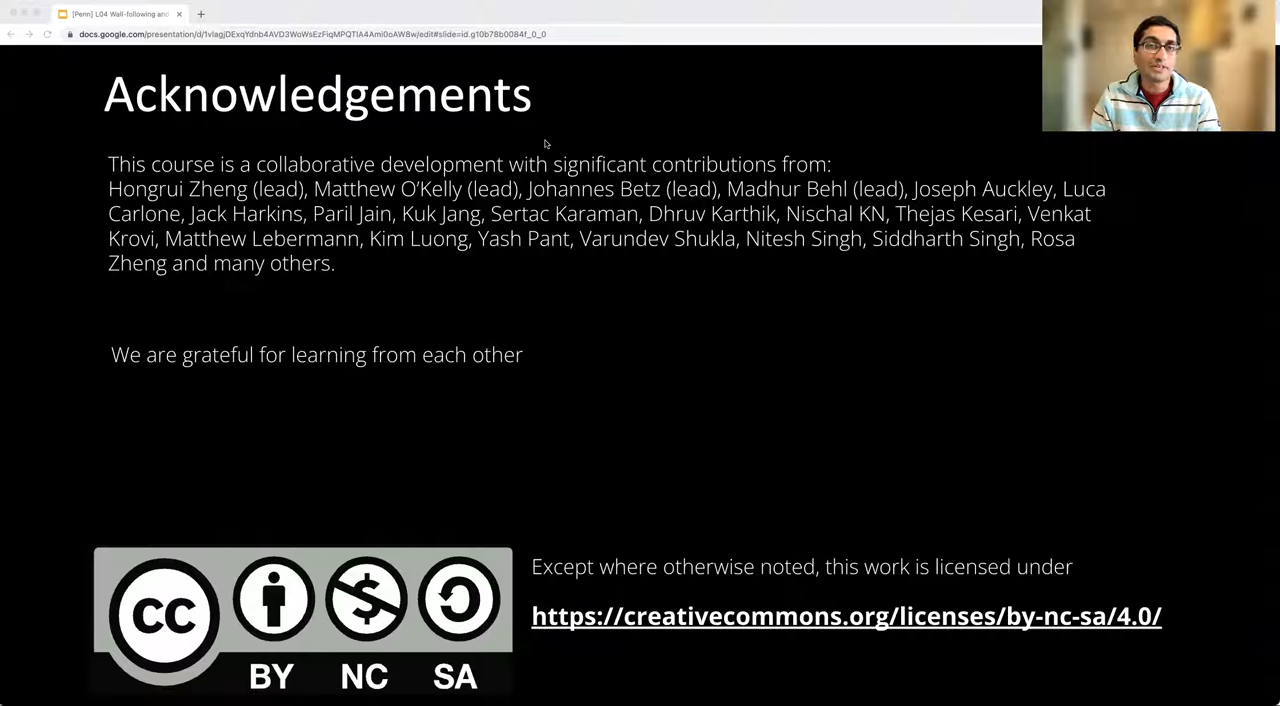 [Penn] L04 Wall-following and
docs.google.com/presentation/d/1vIagjDExqYdnb4AVD3WoWsEzFiqMPQTlA4Ami0oAW8w/edit#slide=id.g10b78b0084f_0_0
Acknowledgements
This course is a collaborative development with significant contributions from:
Hongrui Zheng (lead), Matthew O’Kelly (lead), Johannes Betz (lead), Madhur Behl (lead), Joseph Auckley, Luca
Carlone, Jack Harkins, Paril Jain, Kuk Jang, Sertac Karaman, Dhruv Karthik, Nischal KN, Thejas Kesari, Venkat
Krovi, Matthew Lebermann, Kim Luong, Yash Pant, Varundev Shukla, Nitesh Singh, Siddharth Singh, Rosa
Zheng and many others.
We are grateful for learning from each other
Except where otherwise noted, this work is licensed under
https://creativecommons.org/licenses/by-nc-sa/4.0/
CC
BY NC SA